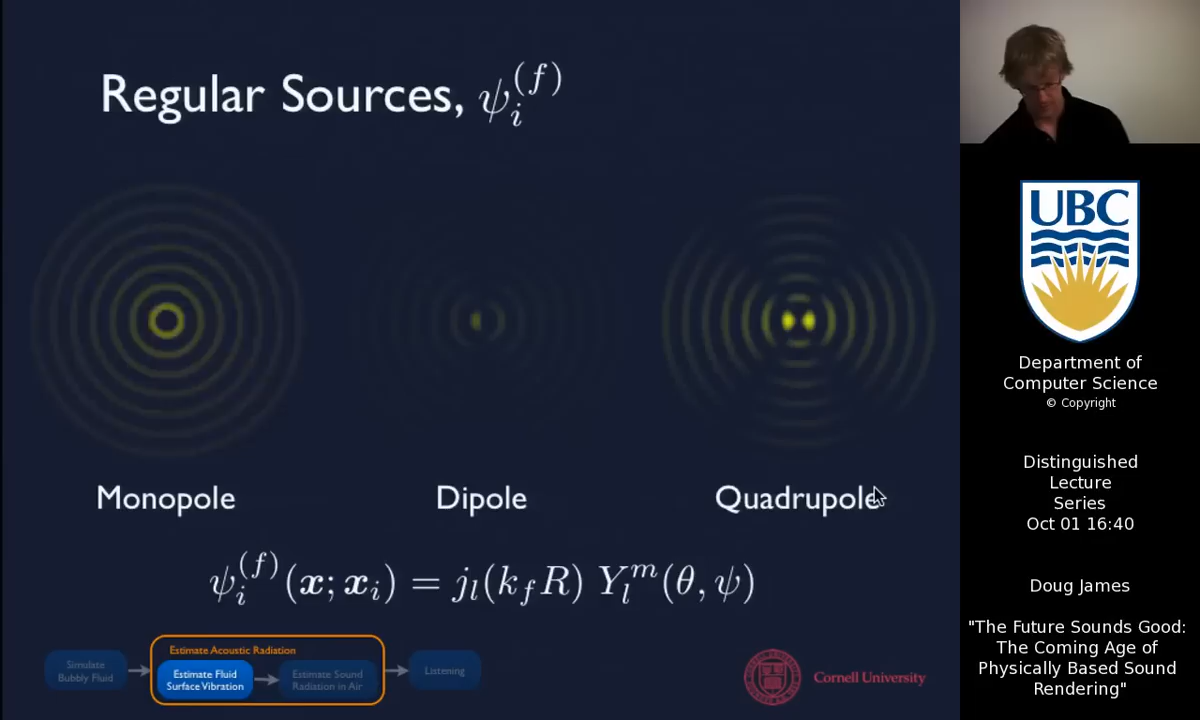 Regular Sources, ψ_i^(f)
Monopole
Dipole
Quadrupole
ψ_i^(f)(x; x_i) = j_l(k_f R) Y_l^m(θ, ψ)
Simulate
Bubbly Fluid
Estimate Acoustic Radiation
Estimate Fluid
Surface Vibration
Estimate Sound
Radiation in Air
Listening
Cornell University
UBC
Department of
Computer Science
© Copyright
Distinguished
Lecture
Series
Oct 01 16:40
Doug James
"The Future Sounds Good:
The Coming Age of
Physically Based Sound
Rendering"